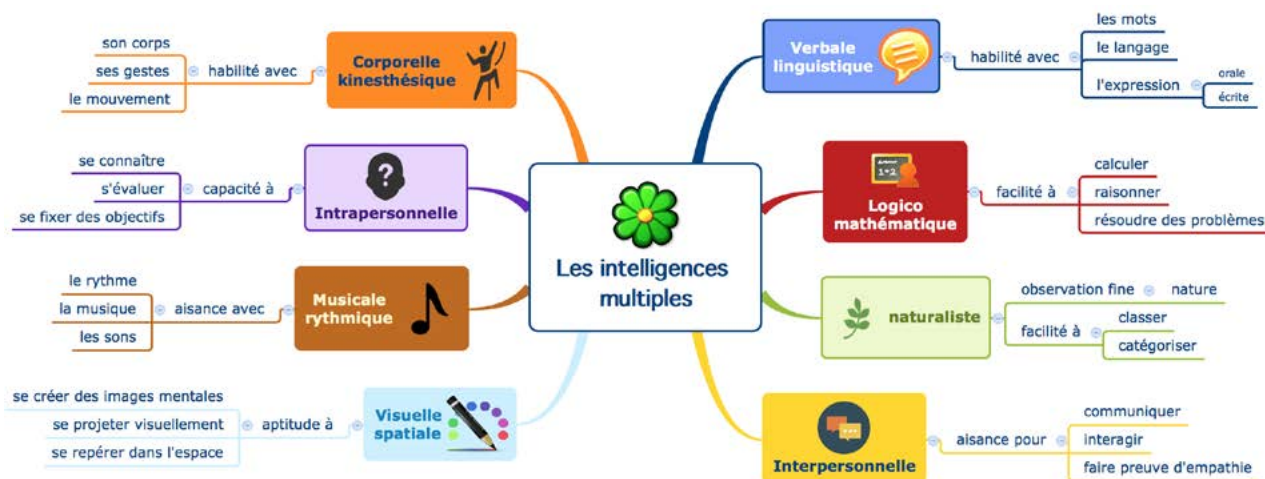 Les intelligences
multiples
Corporelle
kinesthésique
habilité avec
son corps
ses gestes
le mouvement
Intrapersonnelle
capacité à
se connaître
s'évaluer
se fixer des objectifs
Musicale
rythmique
aisance avec
le rythme
la musique
les sons
Visuelle
spatiale
aptitude à
se créer des images mentales
se projeter visuellement
se repérer dans l'espace
Verbale
linguistique
habilité avec
les mots
le langage
l'expression
orale
écrite
1+2
Logico
mathématique
facilité à
calculer
raisonner
résoudre des problèmes
naturaliste
observation fine
nature
facilité à
classer
catégoriser
Interpersonnelle
aisance pour
communiquer
interagir
faire preuve d'empathie